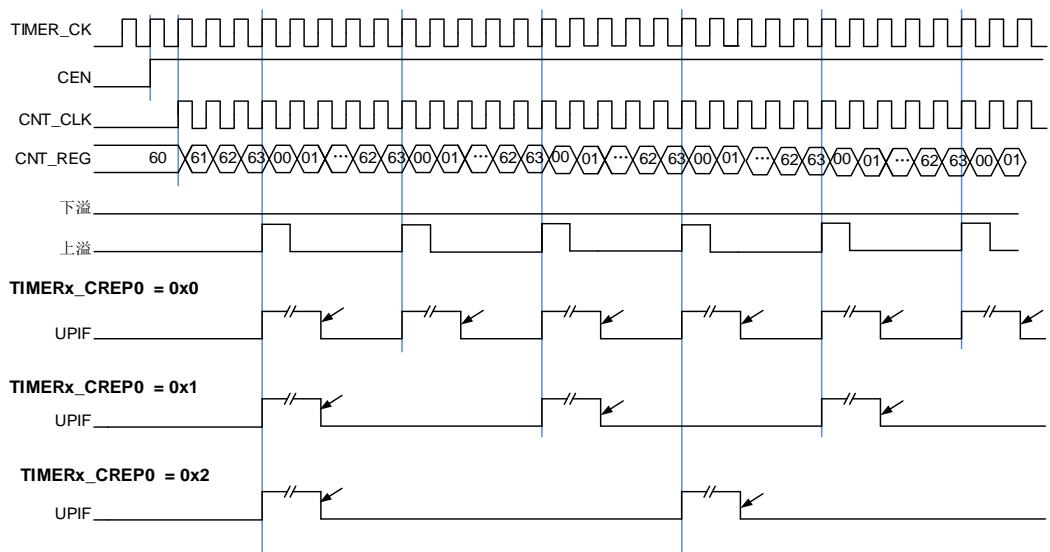 TIMER_CK
CEN
CNT_CLK
CNT_REG 60 61 62 63 00 01 ... 62 63 00 01 ... 62 63 00 01 ... 62 63 00 01 ... 62 63 00 01 ... 62 63 00 01
下溢
上溢
TIMERx_CREP0 = 0x0
UPIF
TIMERx_CREP0 = 0x1
UPIF
TIMERx_CREP0 = 0x2
UPIF